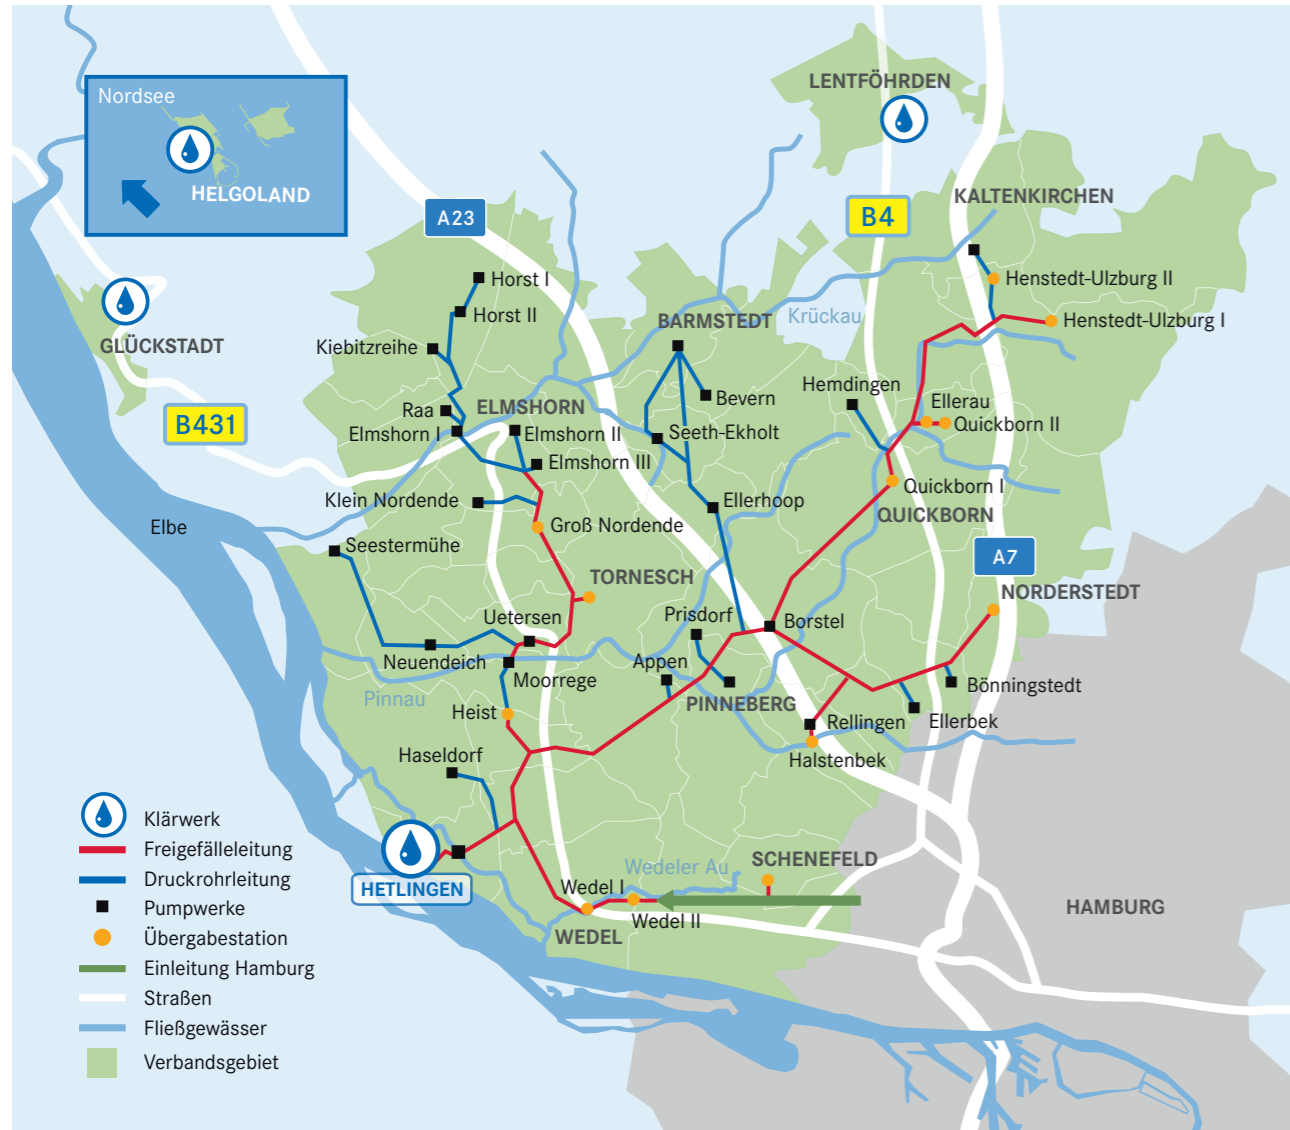 LENTFÖHRDEN
Nordsee
HELGOLAND
A23
B4
KALTENKIRCHEN
Horst I
Henstedt-Ulzburg II
Horst II
BARMSTEDT
Krückau
Henstedt-Ulzburg I
GLÜCKSTADT
Kiebitzreihe
Hemdingen
Bevern
Ellerau
B431
Raa
ELMSHORN
Quickborn II
Elmshorn I
Elmshorn II
Seeth-Ekholt
Elmshorn III
Klein Nordende
Ellerhoop
Quickborn I
QUICKBORN
Elbe
Groß Nordende
Seestermühe
A7
TORNESCH
NORDERSTEDT
Uetersen
Prisdorf
Borstel
Neuendeich
Appen
Moorrege
Bönningstedt
Pinnau
PINNEBERG
Heist
Rellingen
Ellerbek
Haseldorf
Halstenbek
Klärwerk
Freigefälleleitung
Druckrohrleitung
Pumpwerke
Übergabestation
Einleitung Hamburg
Straßen
Fließgewässer
Verbandsgebiet
HETLINGEN
Wedeler Au
SCHENEFELD
Wedel I
Wedel II
WEDEL
HAMBURG